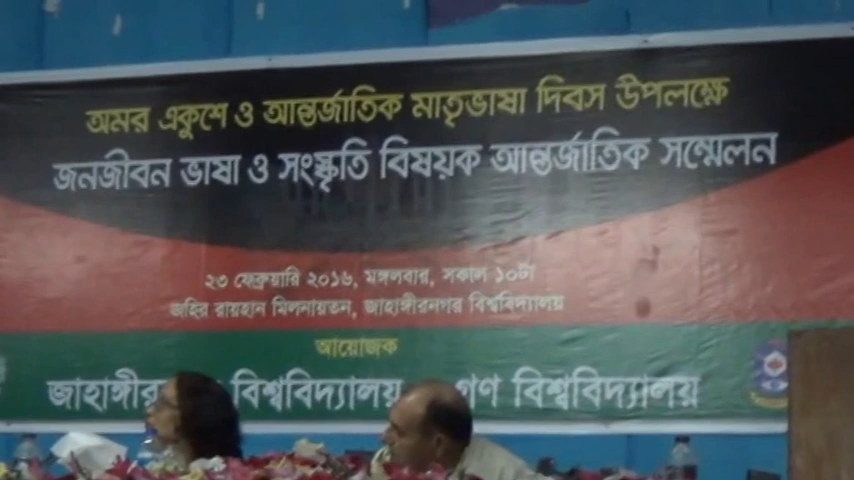 অমর একুশে ও আন্তর্জাতিক মাতৃভাষা দিবস উপলক্ষে
জনজীবন ভাষা ও সংস্কৃতি বিষয়ক আন্তর্জাতিক সম্মেলন
২৩ ফেব্রুয়ারি ২০১৬, মঙ্গলবার, সকাল ১০টা
জহির রায়হান মিলনায়তন, জাহাঙ্গীরনগর বিশ্ববিদ্যালয়
আয়োজক
জাহাঙ্গীর বিশ্ববিদ্যালয় গণ বিশ্ববিদ্যালয়